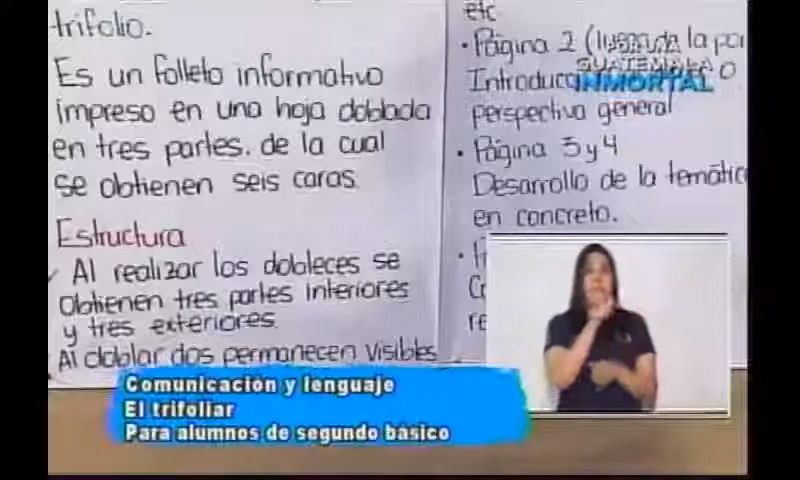 trifolio.
Es un folleto informativo
impreso en una hoja doblada
en tres partes. de la cual
se obtienen seis caras.
Estructura
✓ Al realizar los dobleces se
obtienen tres partes interiores
y tres exteriores.
Al doblar dos permanecen visibles
etc
• Página 2 (
la
perspectiva general
• Página 3 y 4
Desarrollo de la temátic
en concreto.
GUATEMALA
INMORTAL
Comunicación y lenguaje
El trifoliar
Para alumnos de segundo básico